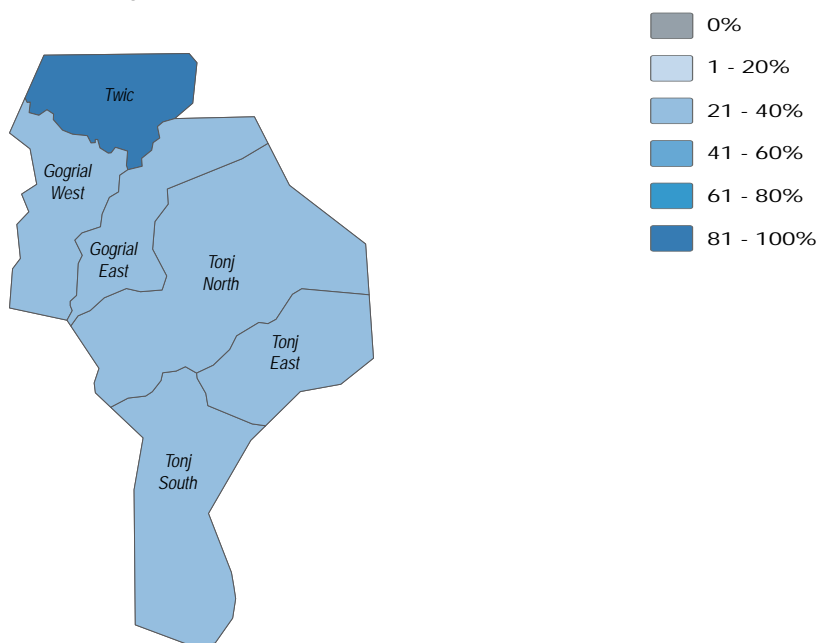 0%
1 - 20%
21 - 40%
41 - 60%
61 - 80%
81 - 100%
Twic
Gogrial
West
Gogrial
East
Tonj
North
Tonj
East
Tonj
South